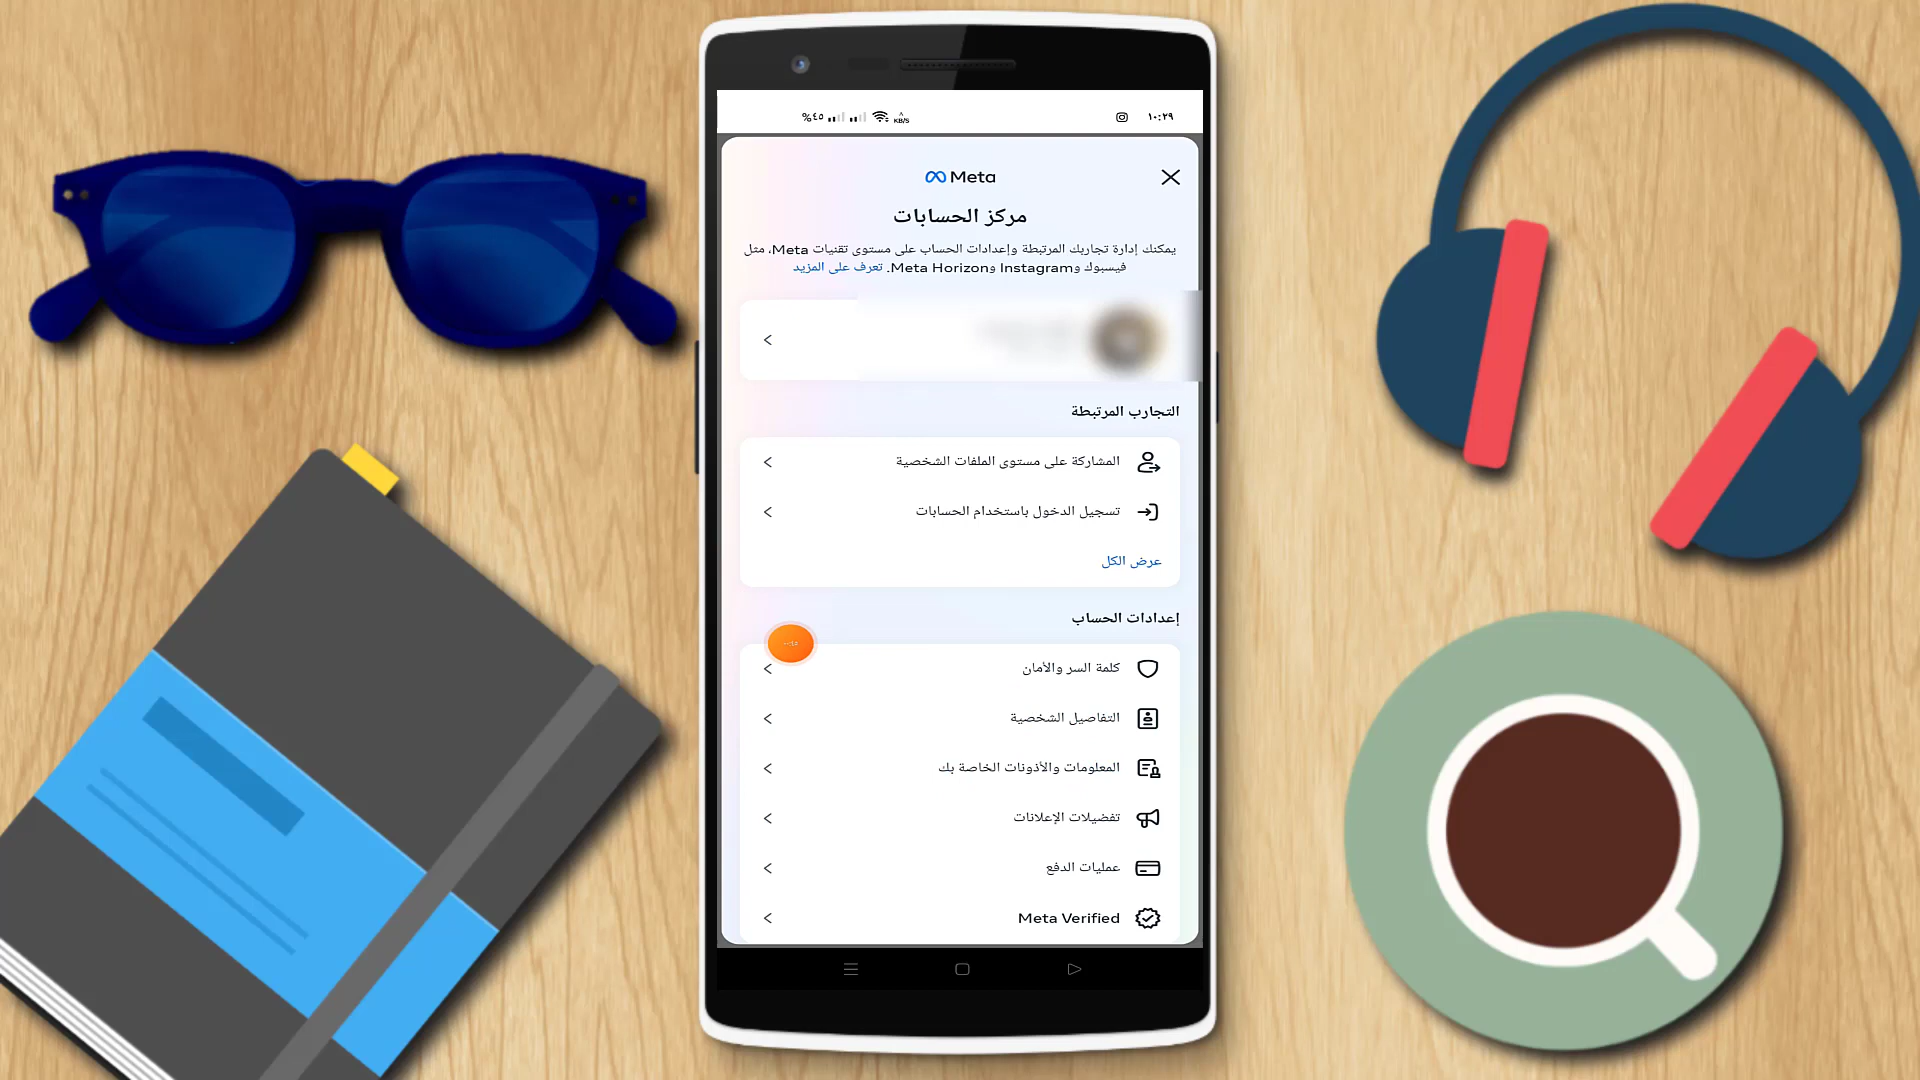 ١٠:٢٩
%٤٥
KB/S
Meta
مركز الحسابات
يمكنك إدارة تجاربك المرتبطة وإعدادات الحساب على مستوى تقنيات Meta، مثل
فيسبوك وInstagram وMeta Horizon. تعرف على المزيد
التجارب المرتبطة
المشاركة على مستوى الملفات الشخصية
تسجيل الدخول باستخدام الحسابات
عرض الكل
إعدادات الحساب
كلمة السر والأمان
التفاصيل الشخصية
المعلومات والأذونات الخاصة بك
تفضيلات الإعلانات
عمليات الدفع
Meta Verified